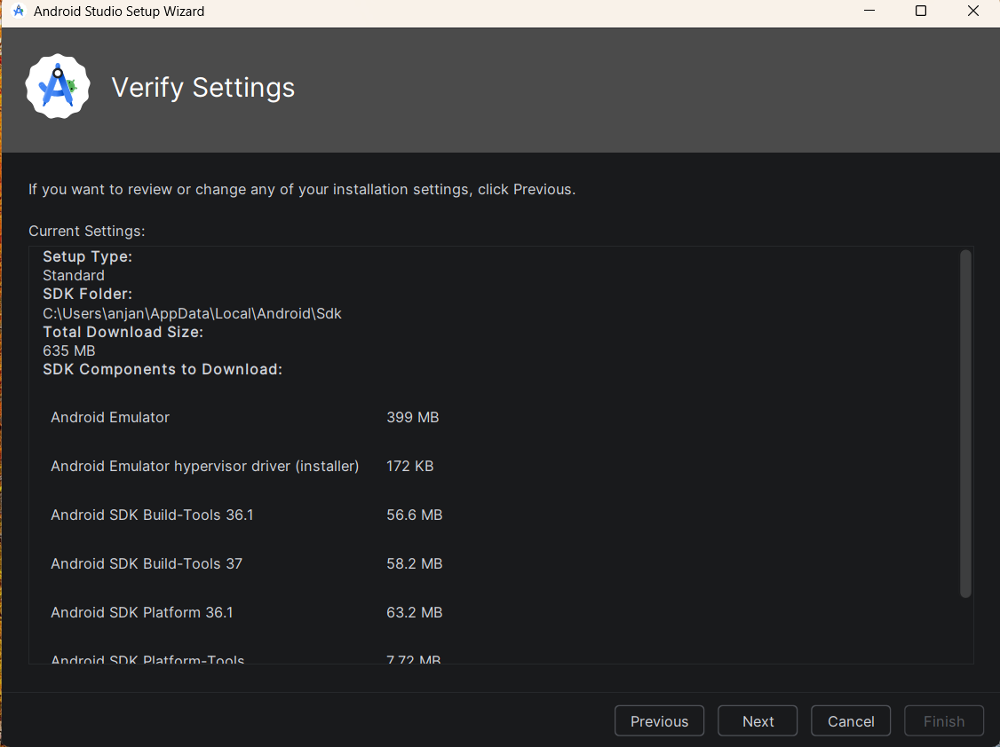 Android Studio Setup Wizard
Verify Settings
If you want to review or change any of your installation settings, click Previous.
Current Settings:
Setup Type:
Standard
SDK Folder:
C:\Users\anjan\AppData\Local\Android\Sdk
Total Download Size:
635 MB
SDK Components to Download:
Android Emulator 399 MB
Android Emulator hypervisor driver (installer) 172 KB
Android SDK Build-Tools 36.1 56.6 MB
Android SDK Build-Tools 37 58.2 MB
Android SDK Platform 36.1 63.2 MB
Android SDK Platform-Tools 7.72 MB
Previous Next Cancel Finish